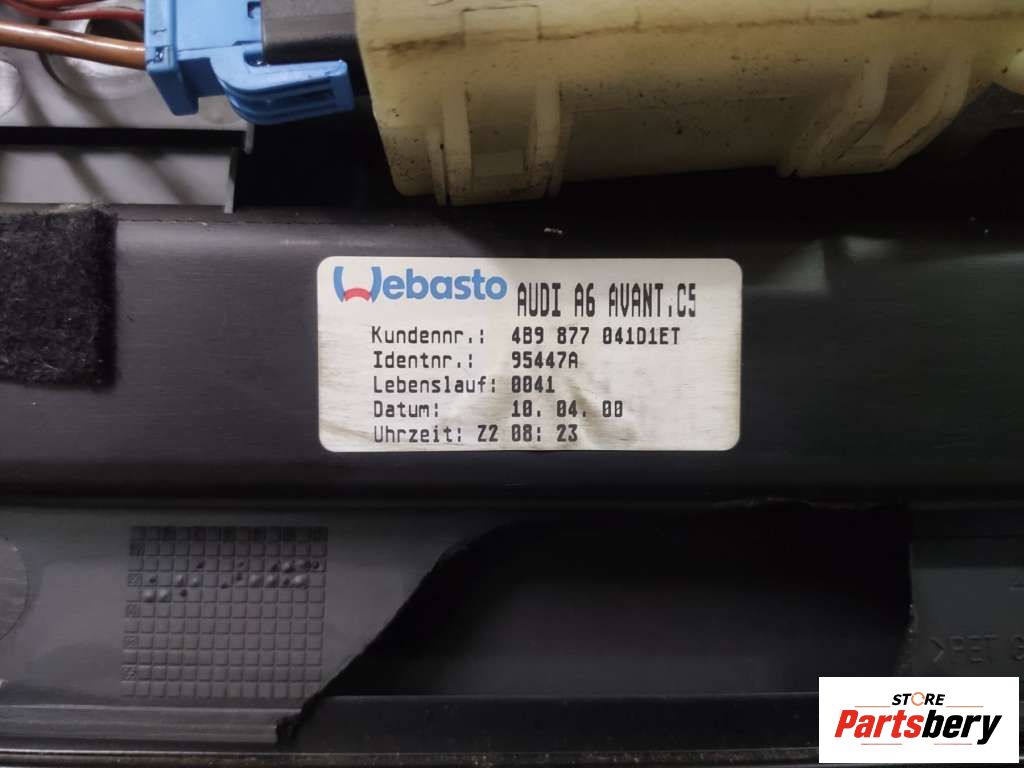 Webasto AUDI A6 AVANT.C5
Kundennr.: 4B9 877 041D1ET
Identnr.: 95447A
Lebenslauf: 0041
Datum: 10. 04. 00
Uhrzeit: Z2 08: 23
>PET
STORE
Partsbery